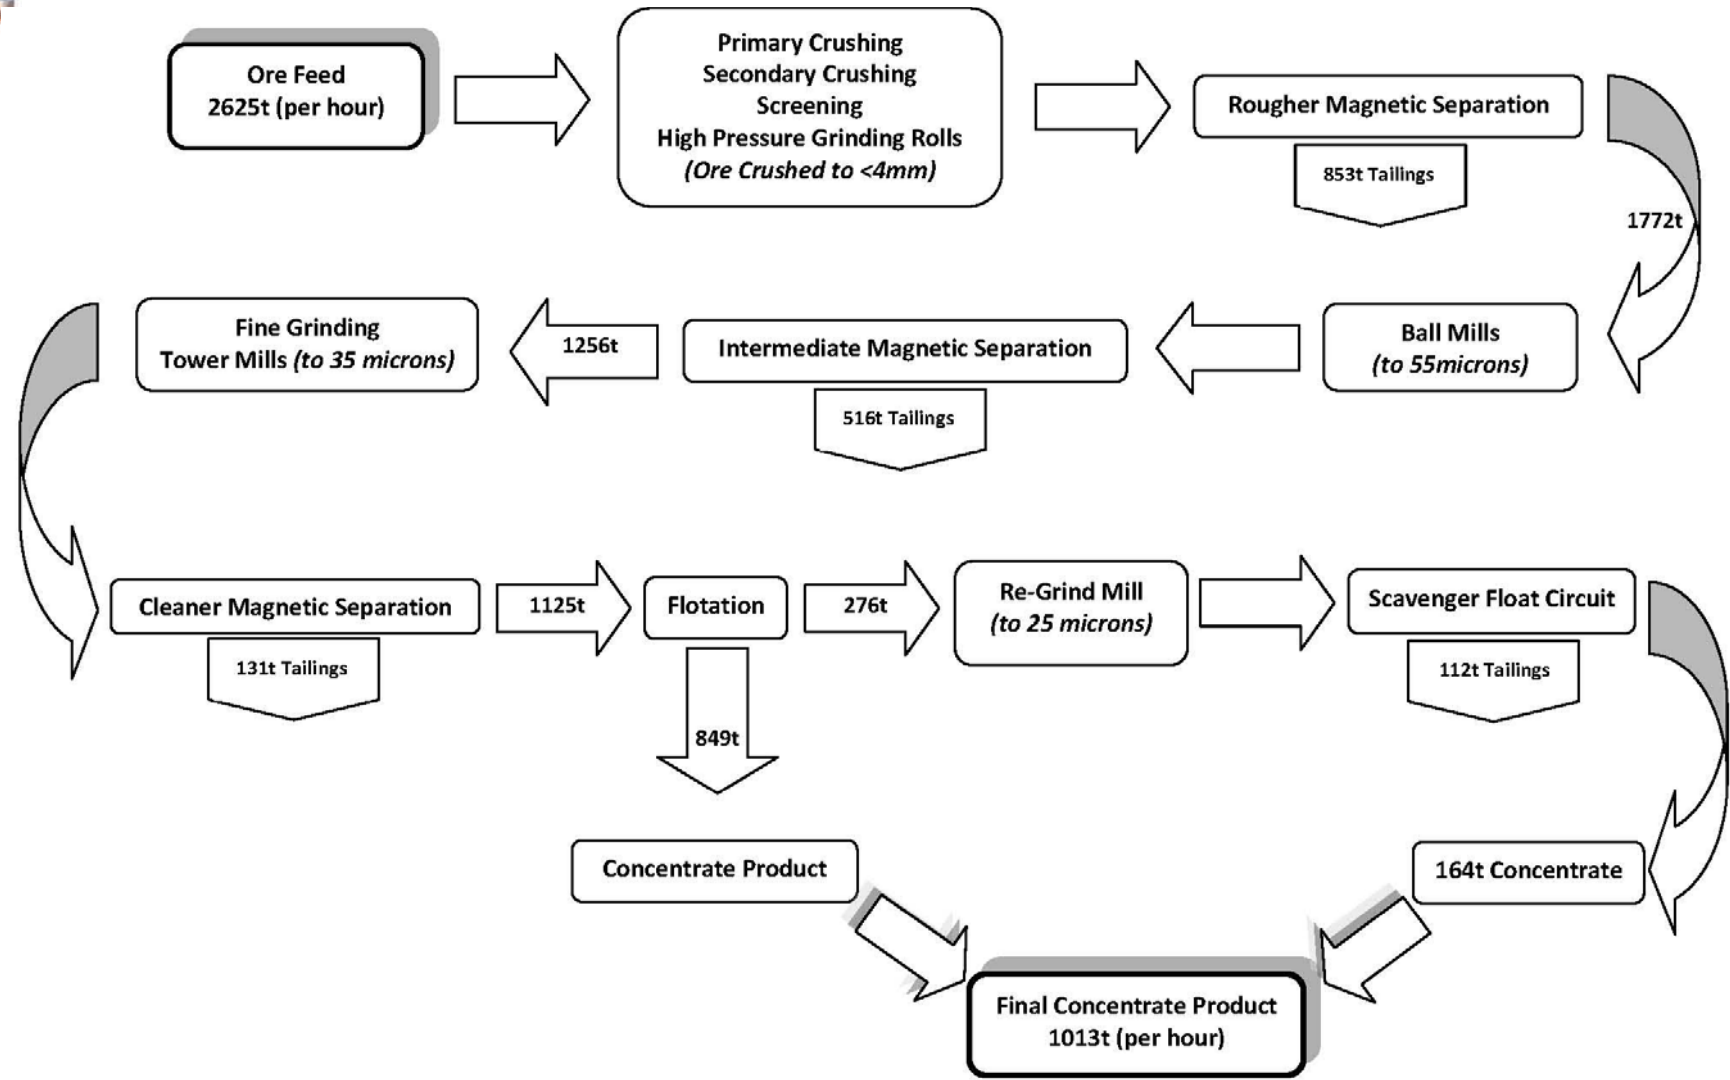 Ore Feed
2625t (per hour)
Primary Crushing
Secondary Crushing
Screening
High Pressure Grinding Rolls
(Ore Crushed to <4mm)
Rougher Magnetic Separation
853t Tailings
1772t
Ball Mills
(to 55microns)
Intermediate Magnetic Separation
516t Tailings
1256t
Fine Grinding
Tower Mills (to 35 microns)
Cleaner Magnetic Separation
131t Tailings
1125t
Flotation
849t
276t
Re-Grind Mill
(to 25 microns)
Scavenger Float Circuit
112t Tailings
Concentrate Product
164t Concentrate
Final Concentrate Product
1013t (per hour)